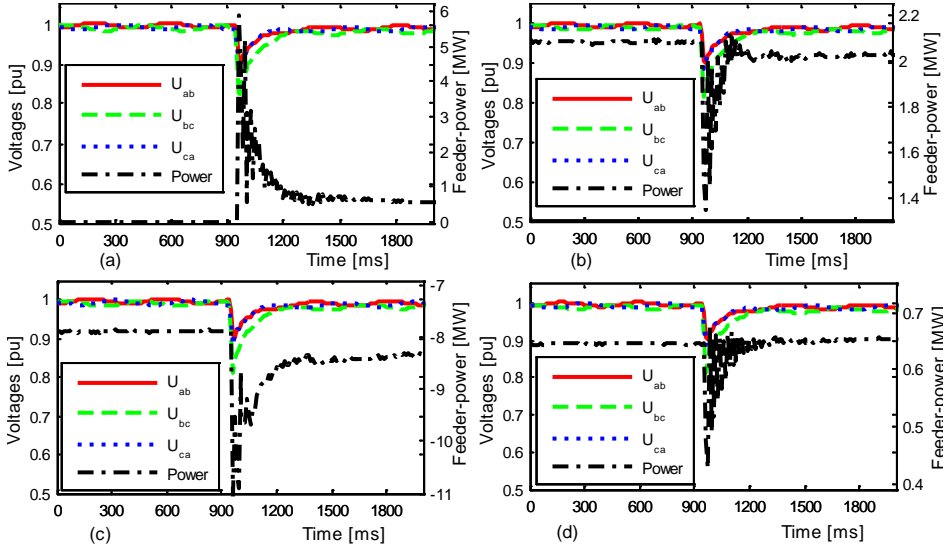 1
0.9
0.8
0.7
0.6
0.5
Voltages [pu]
U_ab
U_bc
U_ca
Power
6
5
4
3
2
1
0
Feeder-power [MW]
0 300 600 900 1200 1500 1800
(a)
Time [ms]
1
0.9
0.8
0.7
0.6
0.5
Voltages [pu]
U_ab
U_bc
U_ca
Power
2.2
2
1.8
1.6
1.4
Feeder-power [MW]
0 300 600 900 1200 1500 1800
(b)
Time [ms]
1
0.9
0.8
0.7
0.6
0.5
Voltages [pu]
U_ab
U_bc
U_ca
Power
-7
-8
-9
-10
-11
Feeder-power [MW]
0 300 600 900 1200 1500 1800
(c)
Time [ms]
1
0.9
0.8
0.7
0.6
0.5
Voltages [pu]
U_ab
U_bc
U_ca
Power
0.7
0.6
0.5
0.4
Feeder-power [MW]
0 300 600 900 1200 1500 1800
(d)
Time [ms]